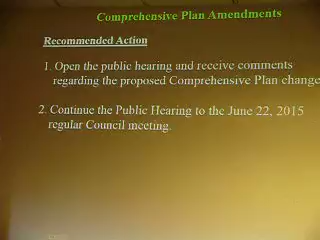 Comprehensive Plan Amendments
Recommended Action
1. Open the public hearing and receive comments
regarding the proposed Comprehensive Plan change
2. Continue the Public Hearing to the June 22, 2015
regular Council meeting.